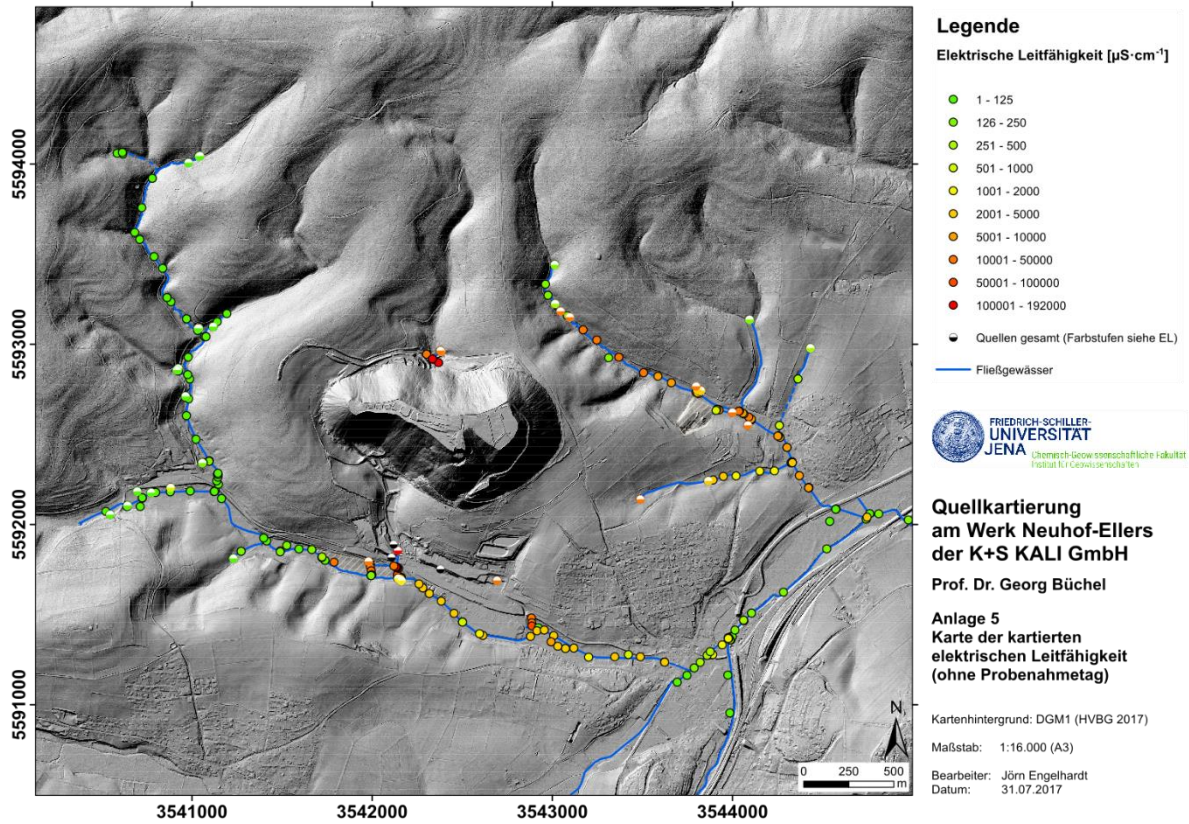 5594000
5593000
5592000
5591000
3541000
3542000
3543000
3544000
N
0 250 500
m
Legende
Elektrische Leitfähigkeit [µS·cm⁻¹]
1 - 125
126 - 250
251 - 500
501 - 1000
1001 - 2000
2001 - 5000
5001 - 10000
10001 - 50000
50001 - 100000
100001 - 192000
Quellen gesamt (Farbstufen siehe EL)
Fließgewässer
FRIEDRICH-SCHILLER-
UNIVERSITÄT
JENA
Chemisch-Geowissenschaftliche Fakultät
Institut für Geowissenschaften
Quellkartierung
am Werk Neuhof-Ellers
der K+S KALI GmbH
Prof. Dr. Georg Büchel
Anlage 5
Karte der kartierten
elektrischen Leitfähigkeit
(ohne Probenahmetag)
Kartenhintergrund: DGM1 (HVBG 2017)
Maßstab: 1:16.000 (A3)
Bearbeiter: Jörn Engelhardt
Datum: 31.07.2017